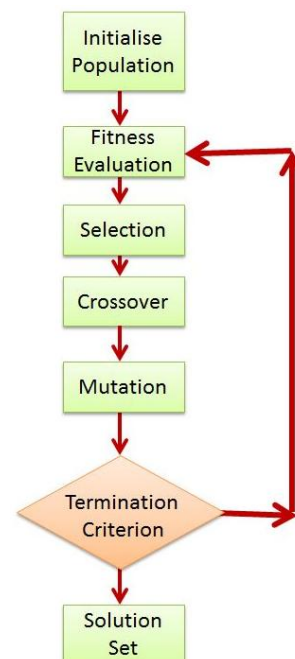 Initialise
Population
Fitness
Evaluation
Selection
Crossover
Mutation
Termination
Criterion
Solution
Set